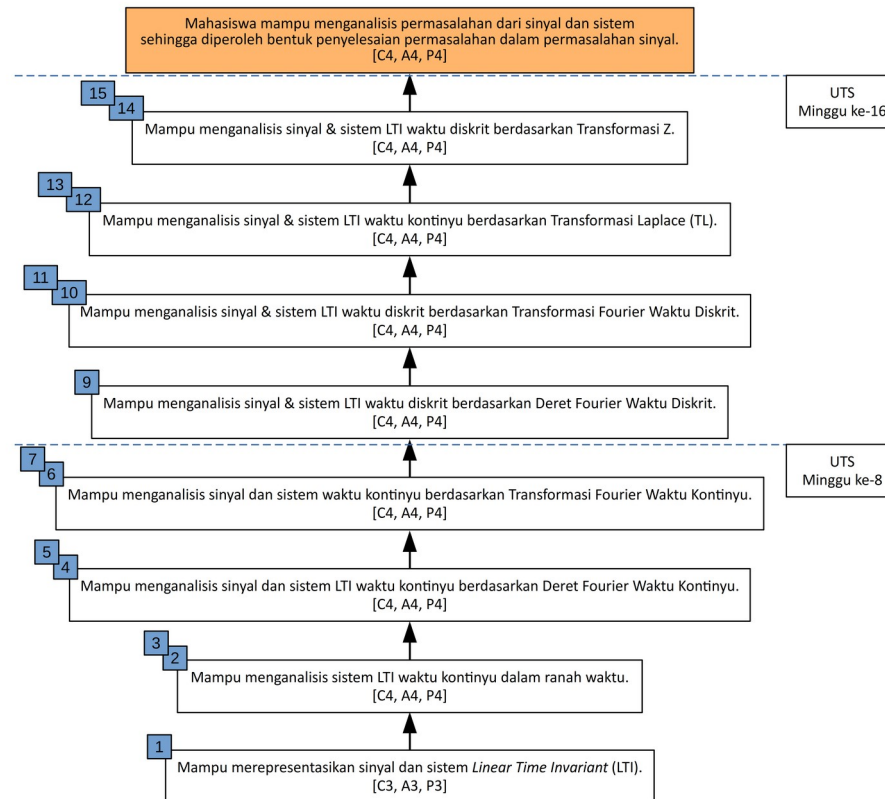 Mahasiswa mampu menganalisis permasalahan dari sinyal dan sistem
sehingga diperoleh bentuk penyelesaian permasalahan dalam permasalahan sinyal.
[C4, A4, P4]
UTS
Minggu ke-16
15
14
Mampu menganalisis sinyal & sistem LTI waktu diskrit berdasarkan Transformasi Z.
[C4, A4, P4]
13
12
Mampu menganalisis sinyal & sistem LTI waktu kontinyu berdasarkan Transformasi Laplace (TL).
[C4, A4, P4]
11
10
Mampu menganalisis sinyal & sistem LTI waktu diskrit berdasarkan Transformasi Fourier Waktu Diskrit.
[C4, A4, P4]
9
Mampu menganalisis sinyal & sistem LTI waktu diskrit berdasarkan Deret Fourier Waktu Diskrit.
[C4, A4, P4]
UTS
Minggu ke-8
7
6
Mampu menganalisis sinyal dan sistem waktu kontinyu berdasarkan Transformasi Fourier Waktu Kontinyu.
[C4, A4, P4]
5
4
Mampu menganalisis sinyal dan sistem LTI waktu kontinyu berdasarkan Deret Fourier Waktu Kontinyu.
[C4, A4, P4]
3
2
Mampu menganalisis sistem LTI waktu kontinyu dalam ranah waktu.
[C4, A4, P4]
1
Mampu merepresentasikan sinyal dan sistem Linear Time Invariant (LTI).
[C3, A3, P3]